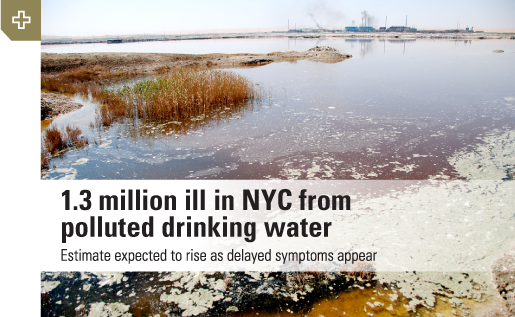 1.3 million ill in NYC from
polluted drinking water
Estimate expected to rise as delayed symptoms appear